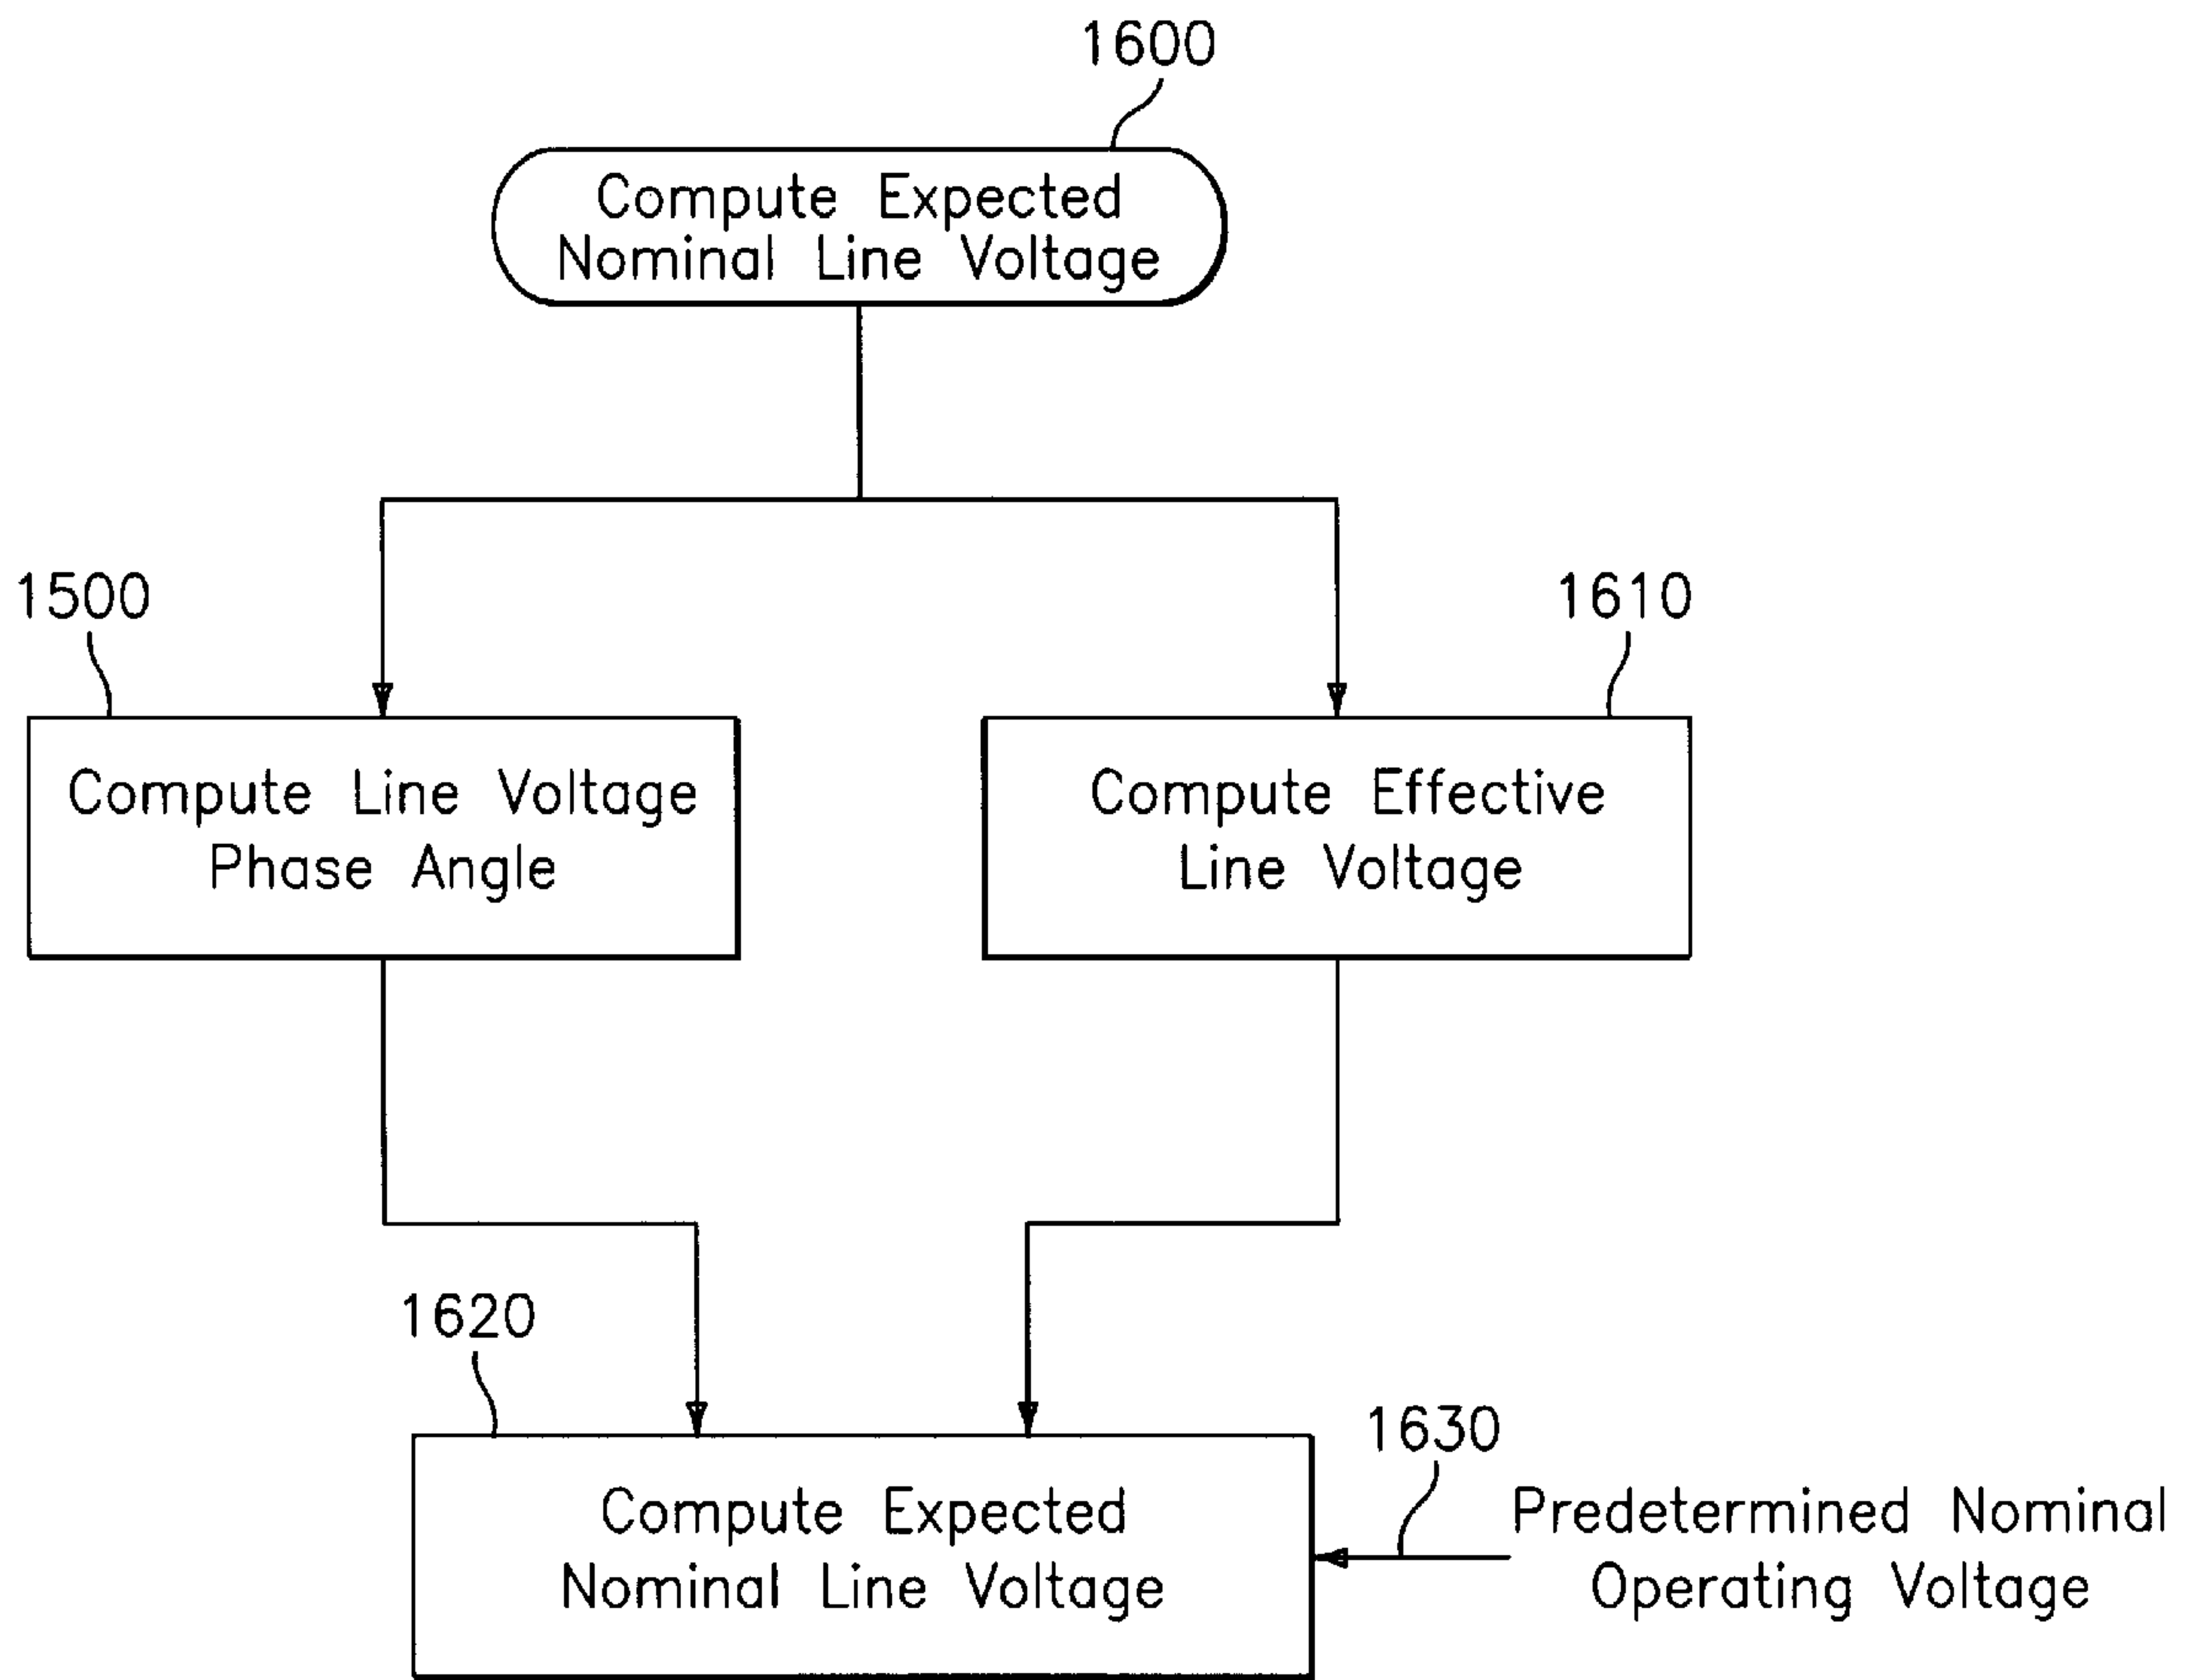 1600
Compute Expected
Nominal Line Voltage
1500
1610
Compute Line Voltage
Phase Angle
Compute Effective
Line Voltage
1620
1630
Compute Expected
Nominal Line Voltage
Predetermined Nominal
Operating Voltage